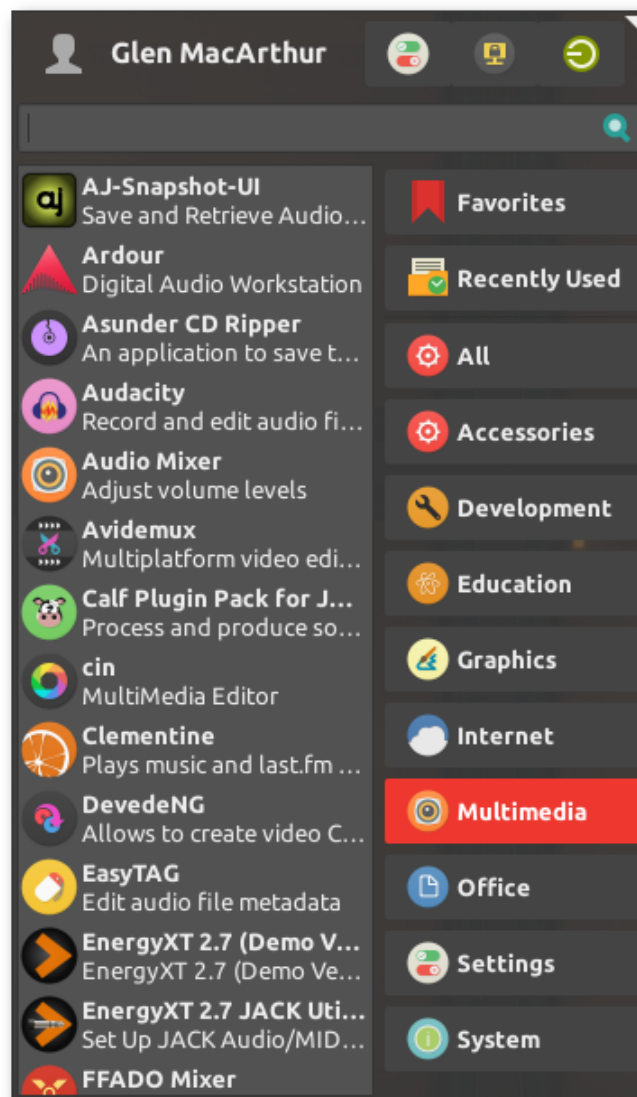 Glen MacArthur
aj
AJ-Snapshot-UI
Save and Retrieve Audio...
Ardour
Digital Audio Workstation
Asunder CD Ripper
An application to save t...
Audacity
Record and edit audio fi...
Audio Mixer
Adjust volume levels
Avidemux
Multiplatform video edi...
Calf Plugin Pack for J...
Process and produce so...
cin
MultiMedia Editor
Clementine
Plays music and last.fm ...
DevedeNG
Allows to create video C...
EasyTAG
Edit audio file metadata
EnergyXT 2.7 (Demo V...
EnergyXT 2.7 (Demo Ve...
EnergyXT 2.7 JACK Uti...
Set Up JACK Audio/MID...
FFADO Mixer
Favorites
Recently Used
All
Accessories
Development
Education
Graphics
Internet
Multimedia
Office
Settings
System